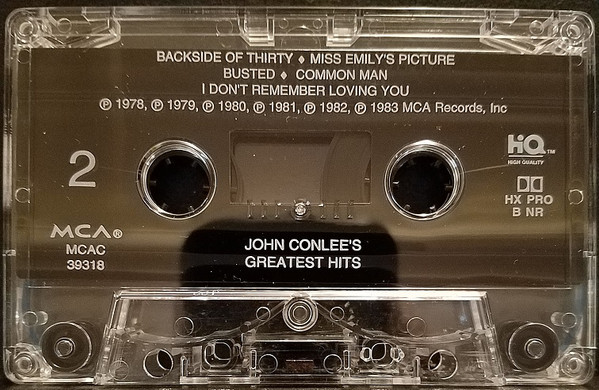 BACKSIDE OF THIRTY ♦ MISS EMILY'S PICTURE
BUSTED ♦ COMMON MAN
I DON'T REMEMBER LOVING YOU
℗ 1978, ℗ 1979, ℗ 1980, ℗ 1981, ℗ 1982, ℗ 1983 MCA Records, Inc
2
HQ™
HIGH QUALITY
HX PRO
B NR
MCA®
MCAC
39318
JOHN CONLEE'S
GREATEST HITS